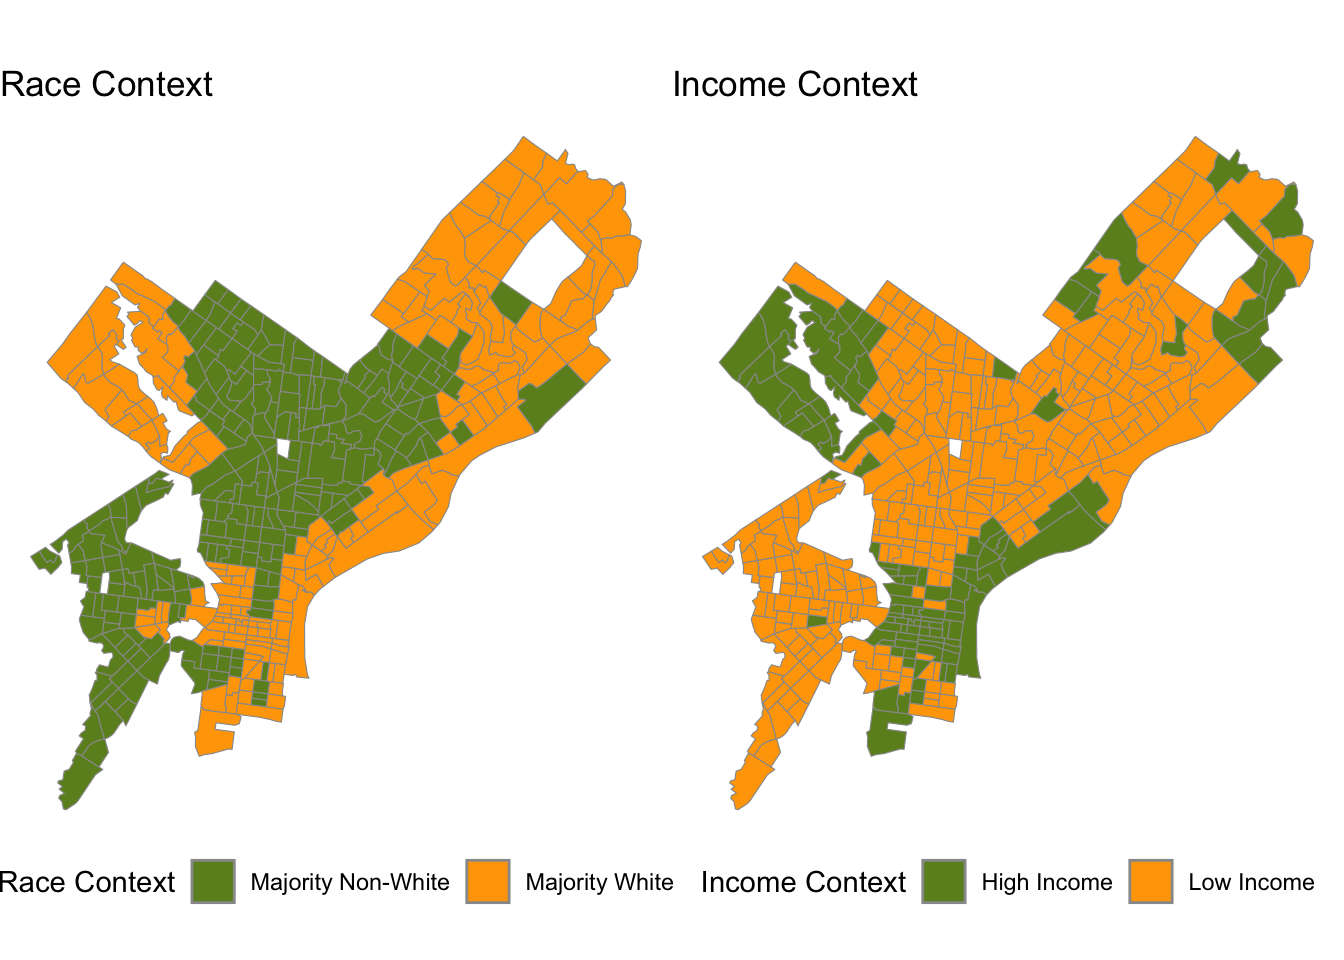 Race Context
Income Context
Race Context Majority Non-White Majority White
Income Context High Income Low Income